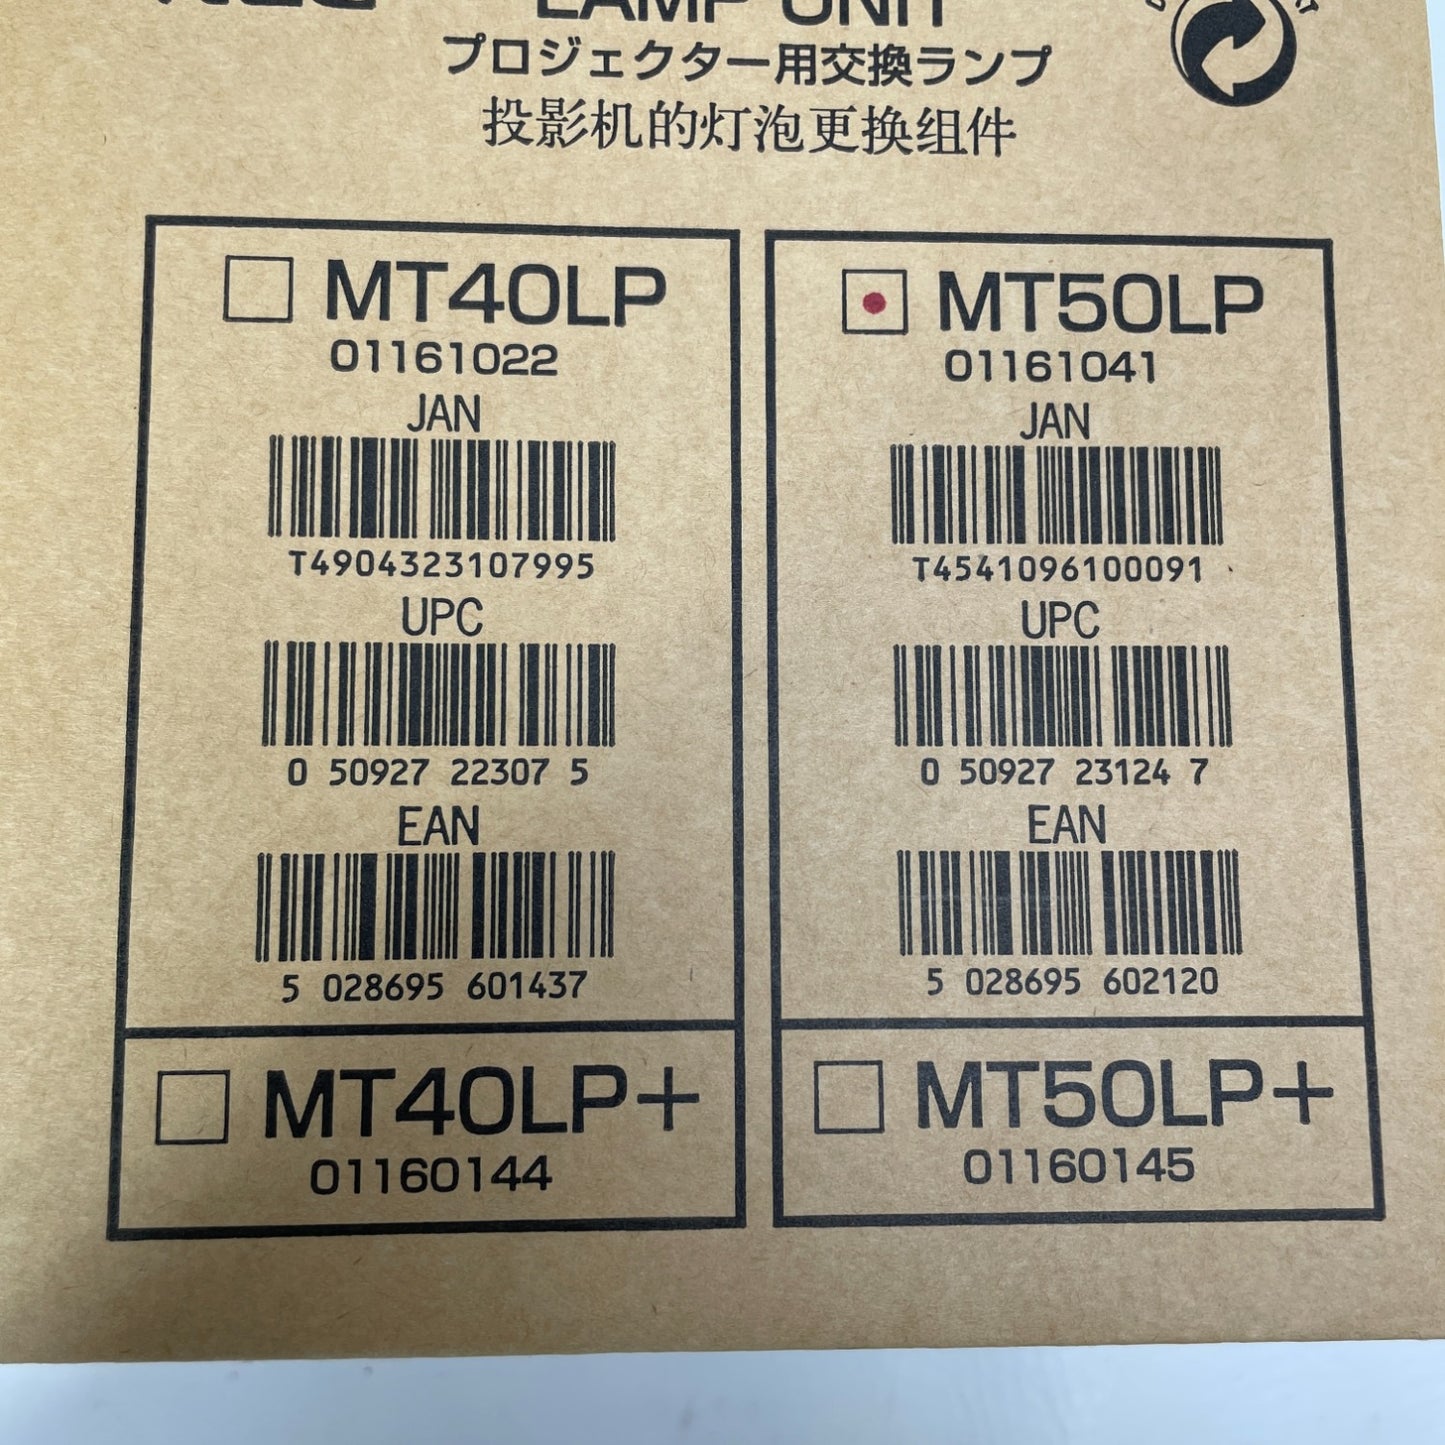 LAMP UNIT
プロジェクター用交換ランプ
投影机的灯泡更换组件
MT40LP
01161022
JAN
T4904323107995
UPC
0 50927 22307 5
EAN
5 028695 601437
MT40LP+
01160144
MT50LP
01161041
JAN
T4541096100091
UPC
0 50927 23124 7
EAN
5 028695 602120
MT50LP+
01160145